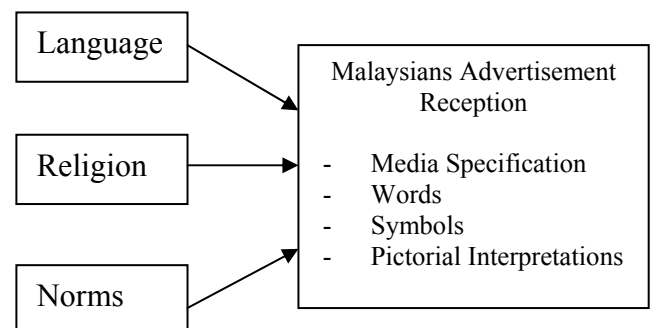 Language
Religion
Norms
Malaysians Advertisement
Reception
- Media Specification
- Words
- Symbols
- Pictorial Interpretations